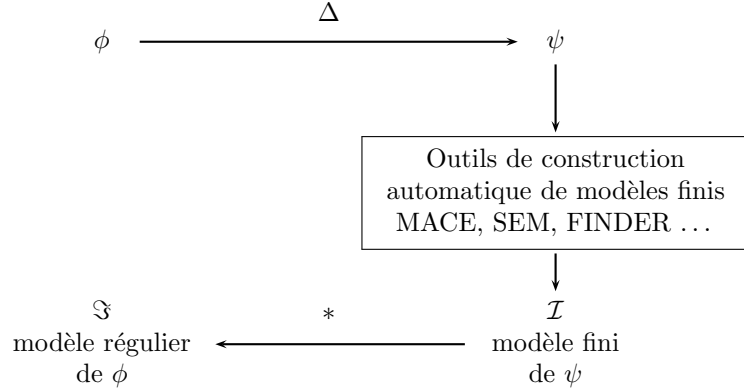 Δ
ϕ
ψ
Outils de construction
automatique de modèles finis
MACE, SEM, FINDER ...
ℑ
modèle régulier
de ϕ
*
ℐ
modèle fini
de ψ